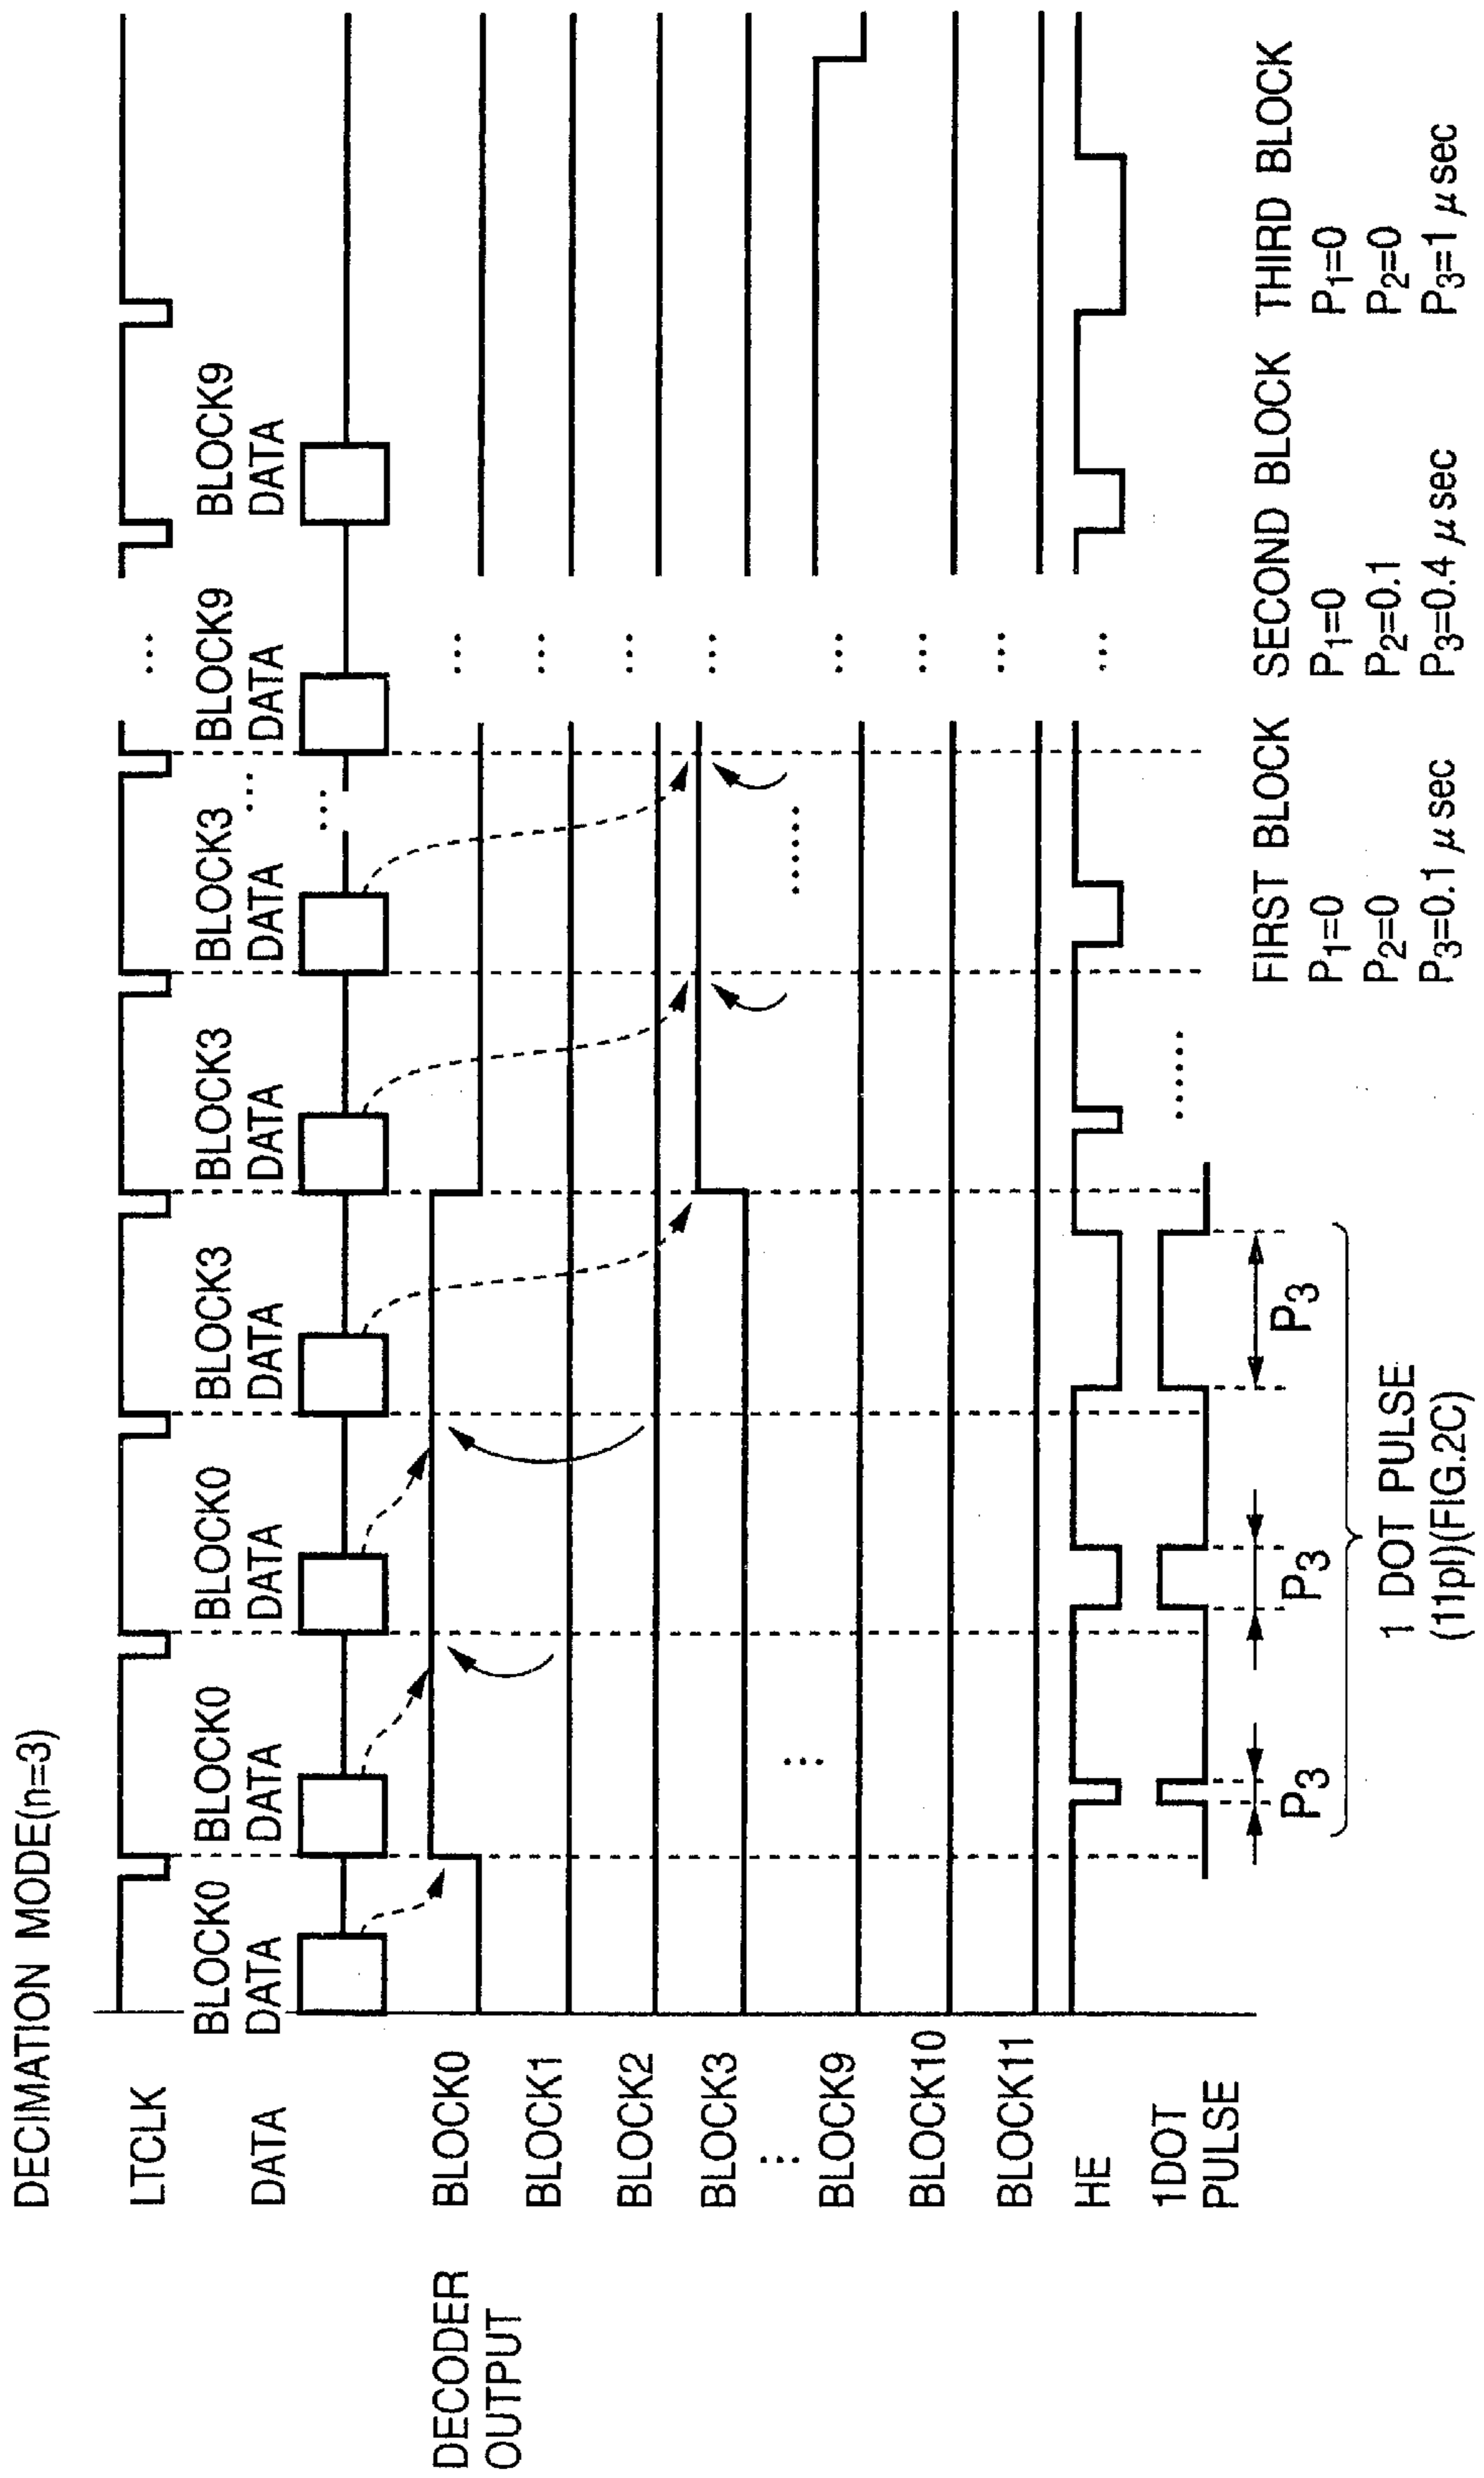 DECIMATION MODE(n=3)
LTCLK
...
DATA
BLOCK0 DATA
BLOCK0 DATA
BLOCK0 DATA
BLOCK3 DATA
BLOCK3 DATA
BLOCK3 DATA
...
BLOCK9 DATA
BLOCK9 DATA
...
DECODER
OUTPUT
BLOCK0
...
BLOCK1
...
BLOCK2
...
BLOCK3
...
...
...
......
BLOCK9
...
BLOCK10
...
BLOCK11
...
HE
...
1DOT
PULSE
......
P3
P3
P3
1 DOT PULSE
(11pl)(FIG.2C)
FIRST BLOCK
P1=0
P2=0
P3=0.1 μsec
SECOND BLOCK
P1=0
P2=0.1
P3=0.4 μsec
THIRD BLOCK
P1=0
P2=0
P3=1 μsec